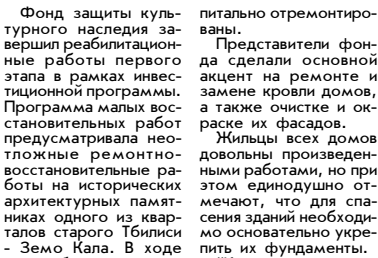 Фонд защиты куль-
турного наследия за-
вершил реабилитацион-
ные работы первого
этапа в рамках инвес-
тиционной программы.
Программа малых вос-
становительных работ
предусматривала нео-
тложные ремонтно-
восстановительные ра-
боты на исторических
архитектурных памят-
никах одного из квар-
талов старого Тбилиси
- Земо Кала. В ходе
питально отремонтиро-
ваны.
Представители фон-
да сделали основной
акцент на ремонте и
замене кровли домов,
а также очистке и ок-
раске их фасадов.
Жильцы всех домов
довольны произведен-
ными работами, но при
этом единодушно от-
мечают, что для спа-
сения зданий необходи-
мо основательно укре-
пить их фундаменты.